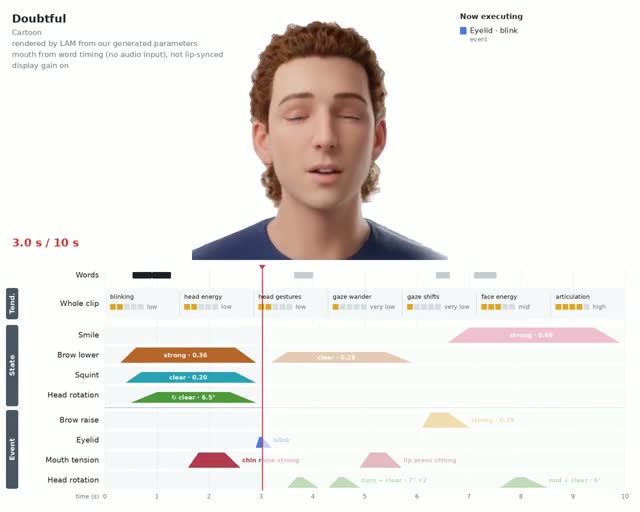 Doubtful
Cartoon
rendered by LAM from our generated parameters
mouth from word timing (no audio input), not lip-synced
display gain on
Now executing
Eyelid · blink
event
3.0 s / 10 s
Words
Tend.
Whole clip
blinking
low
head energy
low
head gestures
low
gaze wander
very low
gaze shifts
very low
face energy
mid
articulation
high
State
Smile
strong · 0.66
Brow lower
strong · 0.36
clear · 0.19
Squint
clear · 0.20
Head rotation
↻ clear · 6.5°
Event
Brow raise
strong · 0.29
Eyelid
blink
Mouth tension
chin raise strong
lip press strong
Head rotation
turn → clear · 7° ×2
nod ↓ clear · 6°
time (s)
0 1 2 3 4 5 6 7 8 9 10